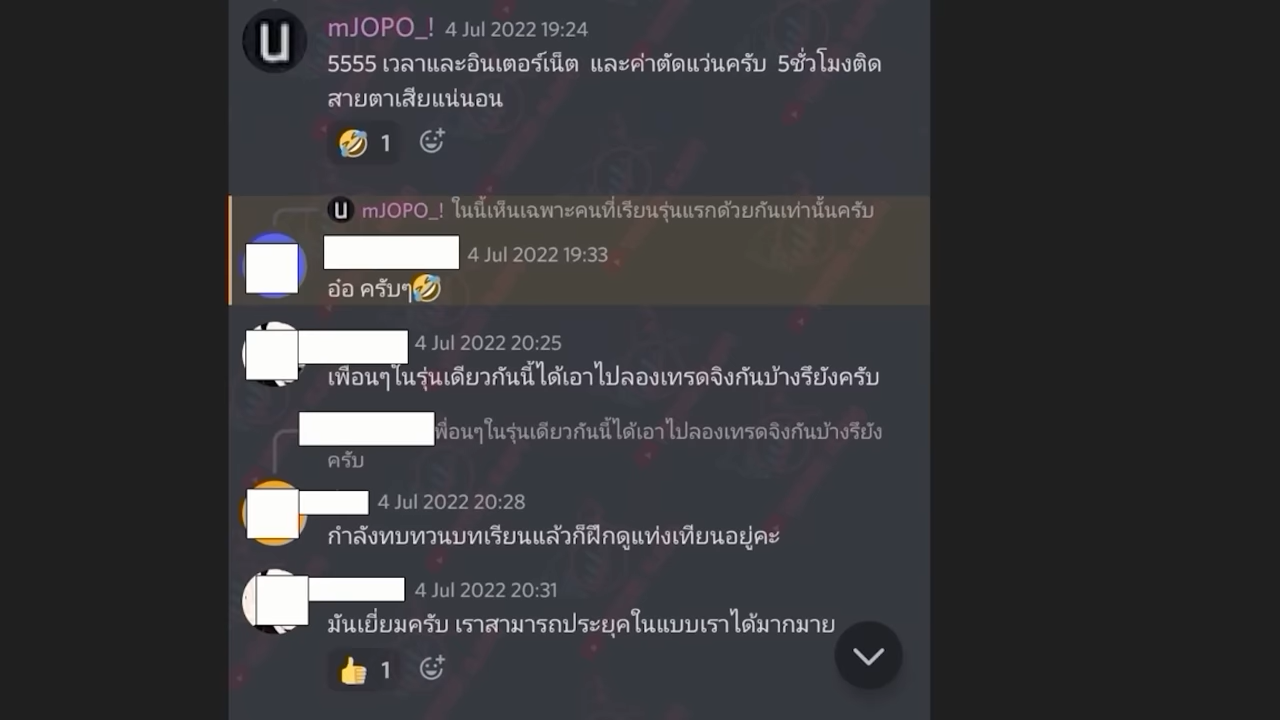 mJOPO_! 4 Jul 2022 19:24
5555 เวลาและอินเตอร์เน็ต และค่าตัดแว่นครับ 5ชั่วโมงติด
สายตาเสียแน่นอน
🤣 1
mJOPO_! ในนี้เห็นเฉพาะคนที่เรียนรุ่นแรกด้วยกันเท่านั้นครับ
4 Jul 2022 19:33
อ๋อ ครับๆ🤣
4 Jul 2022 20:25
เพื่อนๆในรุ่นเดียวกันนี้ได้เอาไปลองเทรดจิงกันบ้างรึยังครับ
พื่อนๆในรุ่นเดียวกันนี้ได้เอาไปลองเทรดจิงกันบ้างรึยัง
ครับ
4 Jul 2022 20:28
กำลังทบทวนบทเรียนแล้วก็ฝึกดูแท่งเทียนอยู่คะ
4 Jul 2022 20:31
มันเยี่ยมครับ เราสามารถประยุคในแบบเราได้มากมาย
👍 1